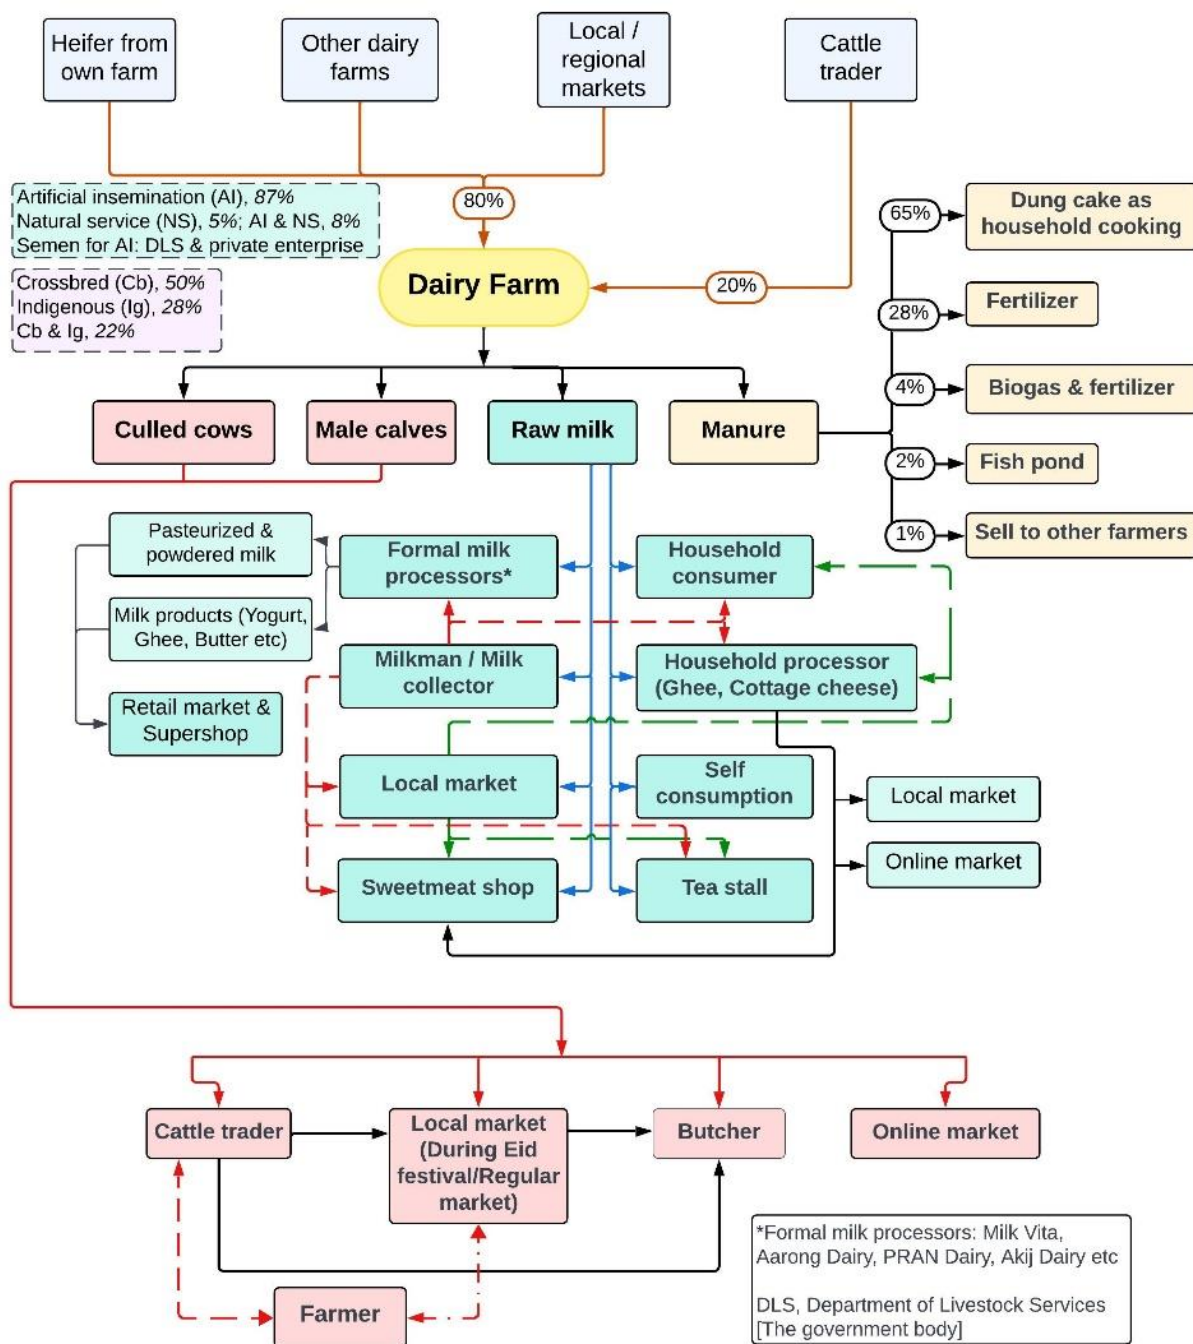 Heifer from
own farm
Other dairy
farms
Local /
regional
markets
Cattle
trader
Artificial insemination (AI), 87%
Natural service (NS), 5%; AI & NS, 8%
Semen for AI: DLS & private enterprise
80%
65%
Dung cake as
household cooking
Crossbred (Cb), 50%
Indigenous (Ig), 28%
Cb & Ig, 22%
Dairy Farm
20%
28%
Fertilizer
4%
Biogas & fertilizer
Culled cows
Male calves
Raw milk
Manure
2%
Fish pond
1%
Sell to other farmers
Pasteurized &
powdered milk
Formal milk
processors*
Household
consumer
Milk products (Yogurt,
Ghee, Butter etc)
Milkman / Milk
collector
Household processor
(Ghee, Cottage cheese)
Retail market &
Supershop
Local market
Self
consumption
Local market
Online market
Sweetmeat shop
Tea stall
Cattle trader
Local market
(During Eid
festival/Regular
market)
Butcher
Online market
Farmer
*Formal milk processors: Milk Vita,
Aarong Dairy, PRAN Dairy, Akij Dairy etc
DLS, Department of Livestock Services
[The government body]